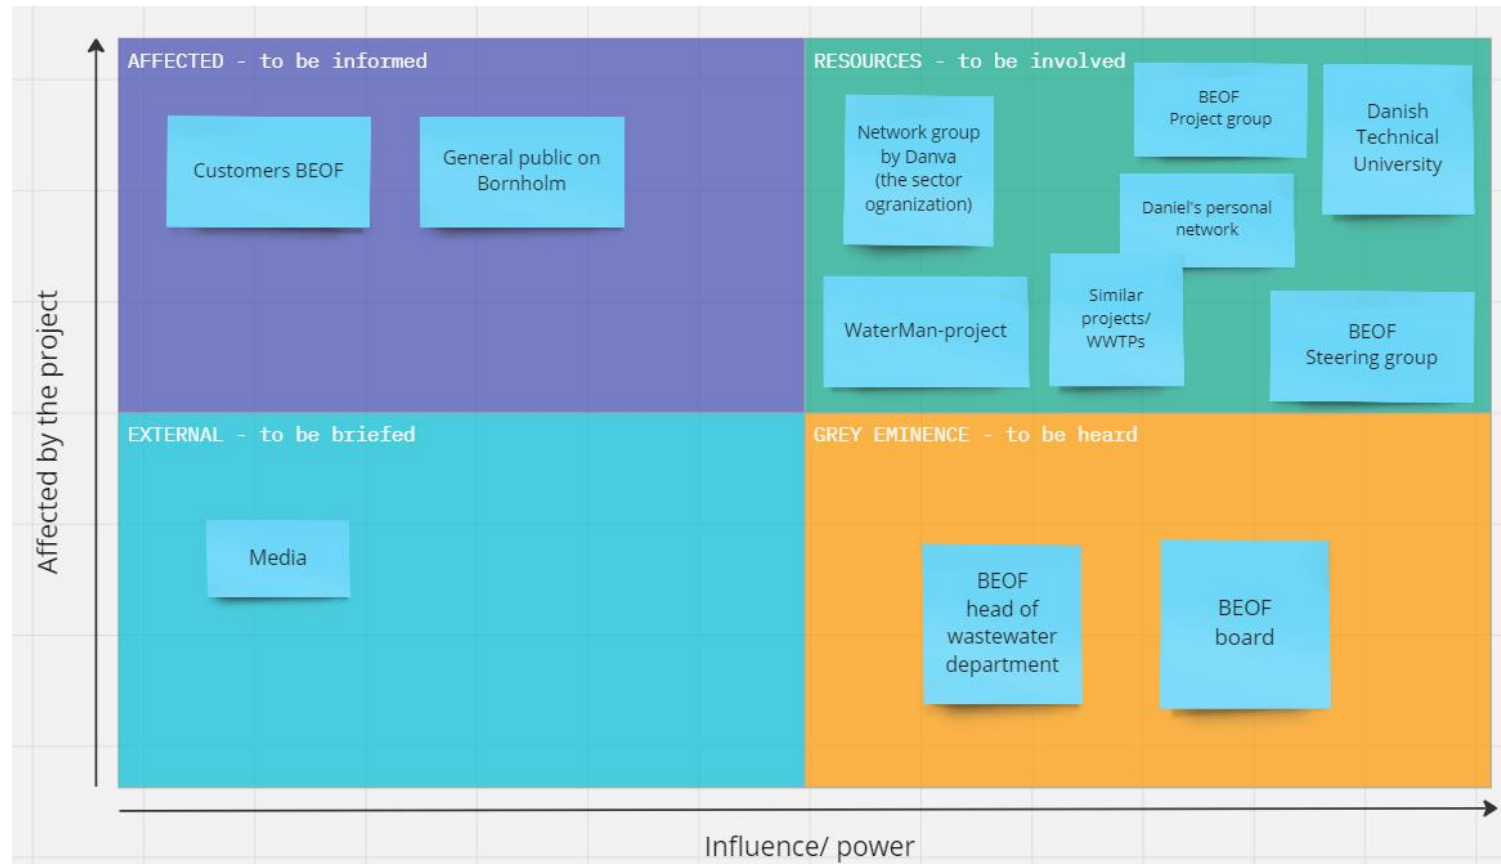 AFFECTED - to be informed
Customers BEOF
General public on
Bornholm
RESOURCES - to be involved
Network group
by Danva
(the sector
ogranization)
BEOF
Project group
Danish
Technical
University
Daniel's personal
network
WaterMan-project
Similar
projects/
WWTPs
BEOF
Steering group
EXTERNAL - to be briefed
Media
GREY EMINENCE - to be heard
BEOF
head of
wastewater
department
BEOF
board
Affected by the project
Influence/ power